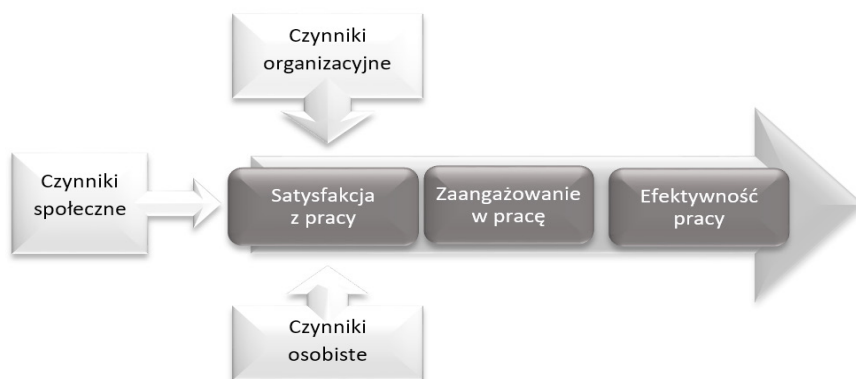 Czynniki
organizacyjne
Czynniki
społeczne
Satysfakcja
z pracy
Zaangażowanie
w pracę
Efektywność
pracy
Czynniki
osobiste